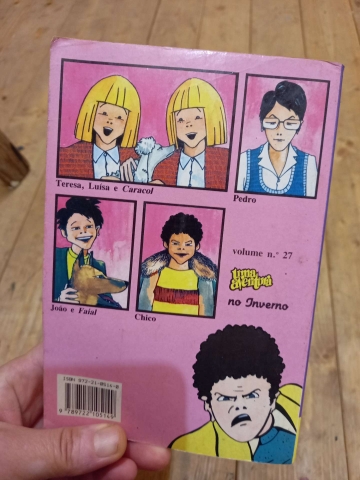 Teresa, Luísa e Caracol
Pedro
João e Faial
Chico
volume n.º 27
uma
aventura
no Inverno